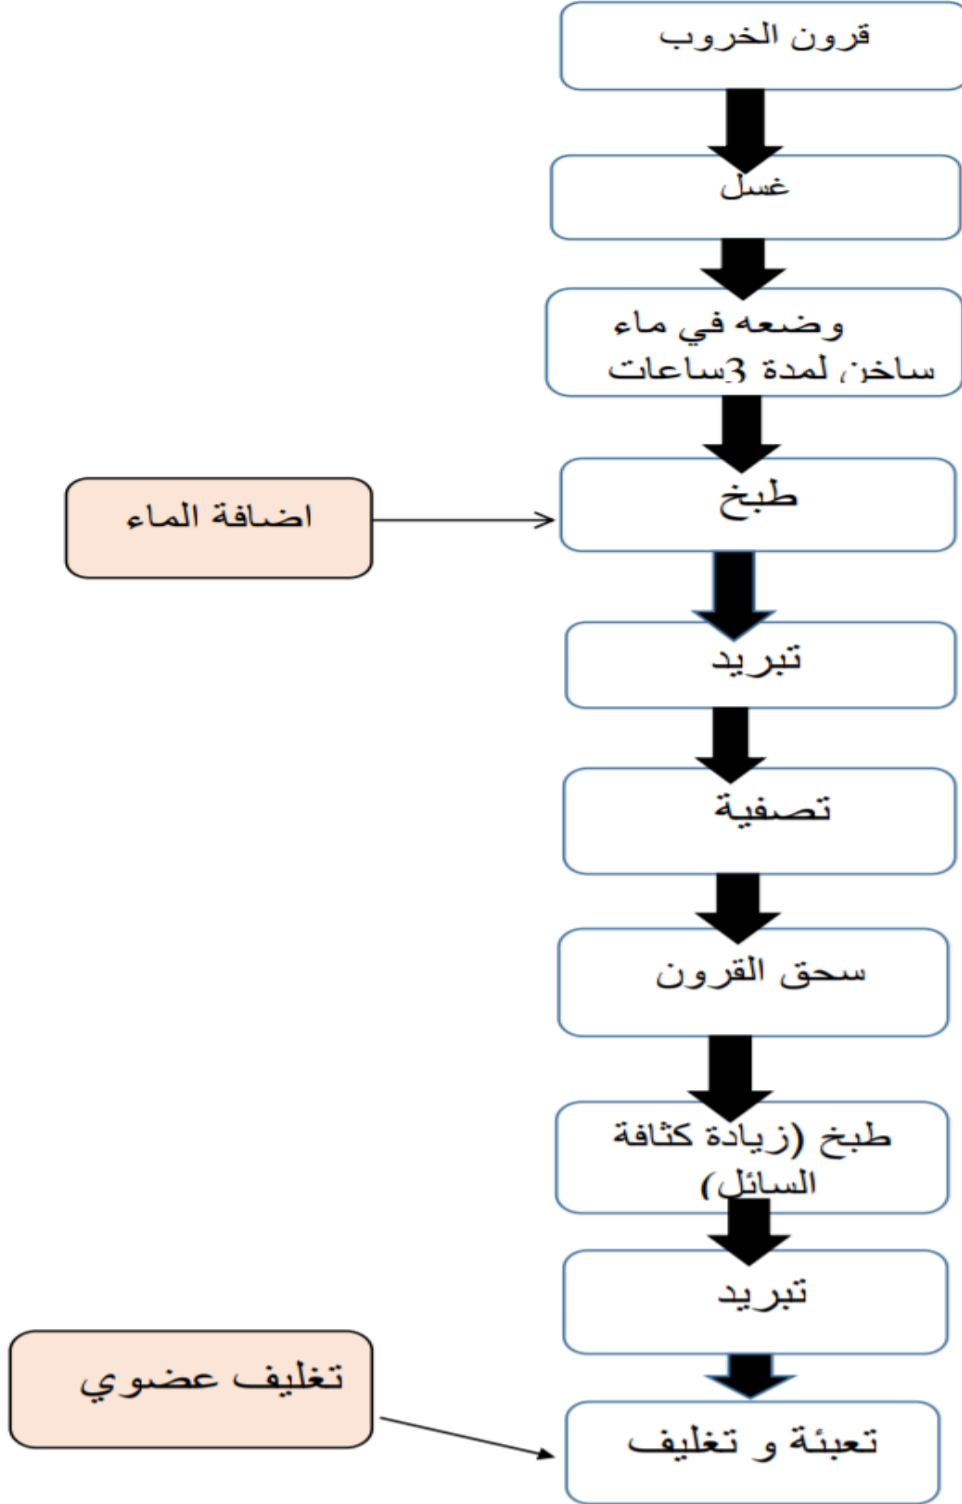 قرون الخروب
غسل
وضعه في ماء
ساخن لمدة 3ساعات
طبخ
اضافة الماء
تبريد
تصفية
سحق القرون
طبخ (زيادة كثافة
السائل)
تبريد
تغليف عضوي
تعبئة و تغليف